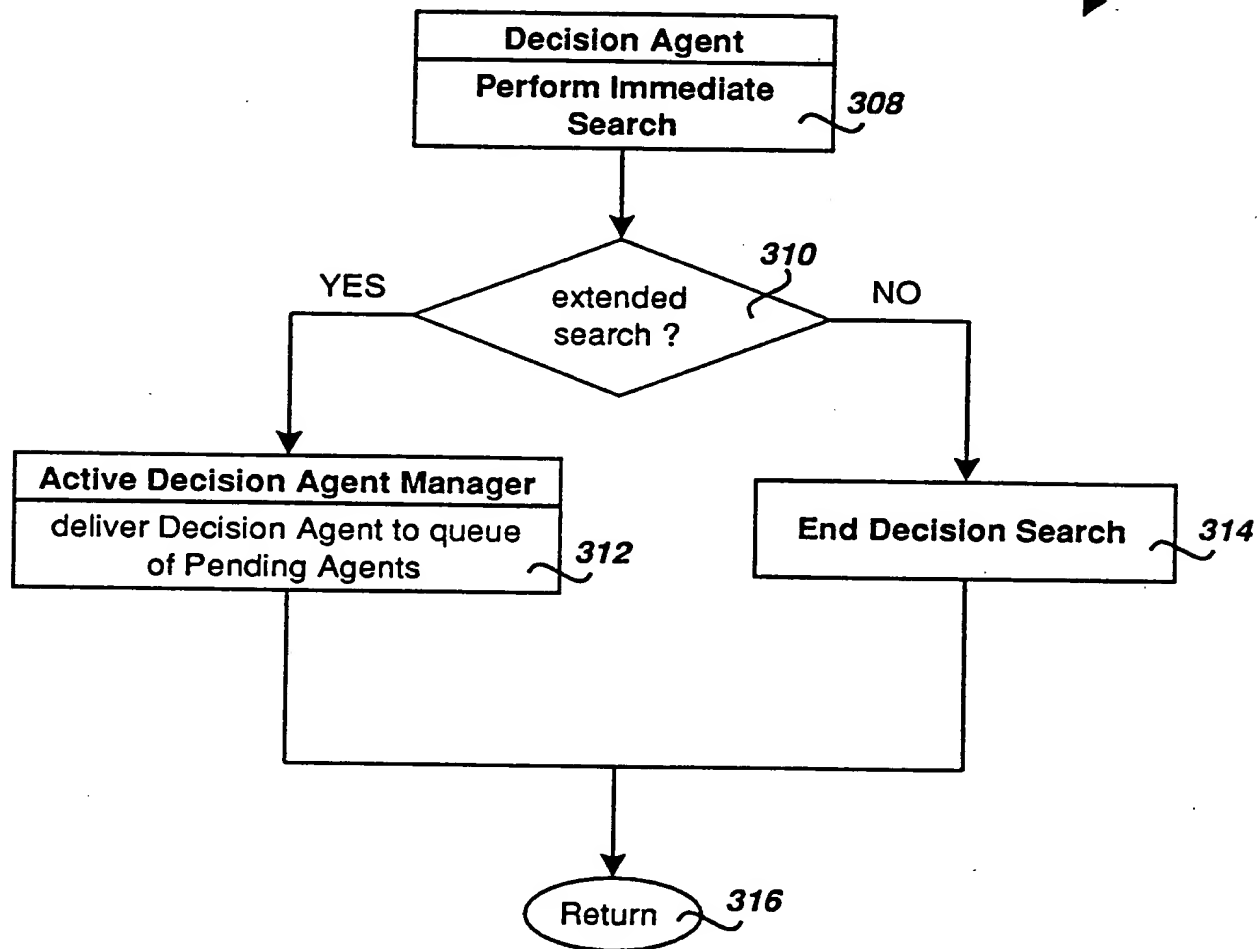 Decision Agent
Perform Immediate
Search
308
310
YES
NO
extended
search ?
Active Decision Agent Manager
deliver Decision Agent to queue
of Pending Agents
312
End Decision Search
314
Return
316